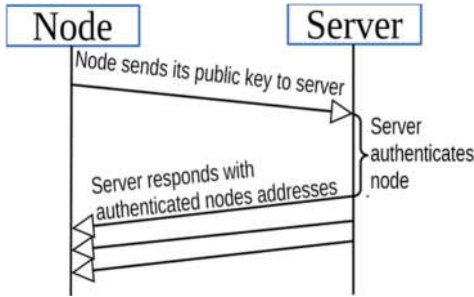 Node
Server
Node sends its public key to server
Server
authenticates
node
Server responds with
authenticated nodes addresses